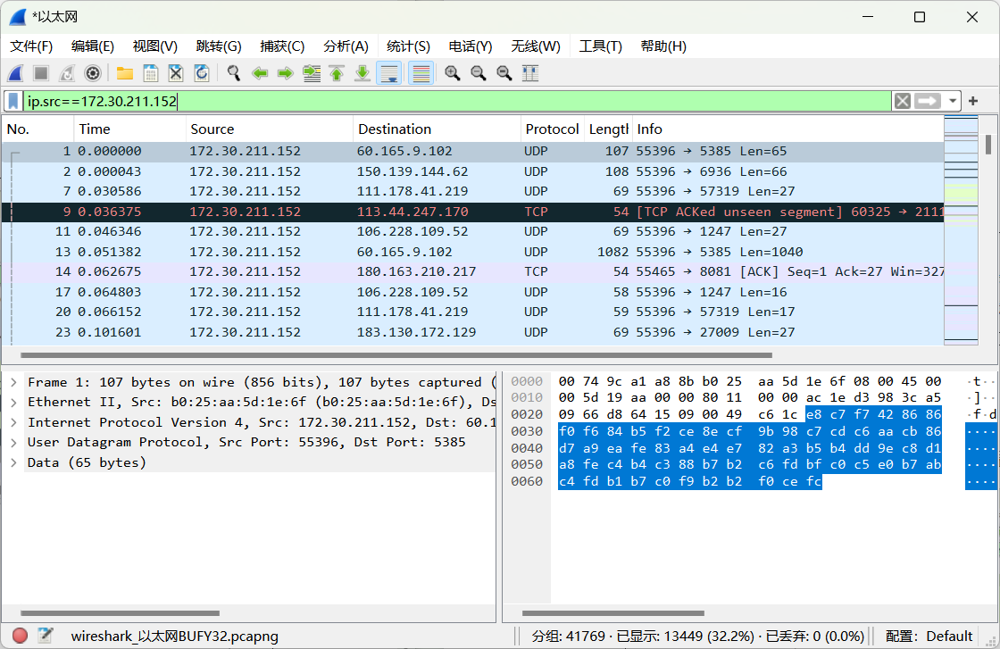 *以太网
文件(F) 编辑(E) 视图(V) 跳转(G) 捕获(C) 分析(A) 统计(S) 电话(Y) 无线(W) 工具(T) 帮助(H)
ip.src==172.30.211.152
No. Time Source Destination Protocol Length Info
1 0.000000 172.30.211.152 60.165.9.102 UDP 107 55396 → 5385 Len=65
2 0.000043 172.30.211.152 150.139.144.62 UDP 108 55396 → 6936 Len=66
7 0.030586 172.30.211.152 111.178.41.219 UDP 69 55396 → 57319 Len=27
9 0.036375 172.30.211.152 113.44.247.170 TCP 54 [TCP ACKed unseen segment] 60325 → 2111
11 0.046346 172.30.211.152 106.228.109.52 UDP 69 55396 → 1247 Len=27
13 0.051382 172.30.211.152 60.165.9.102 UDP 1082 55396 → 5385 Len=1040
14 0.062675 172.30.211.152 180.163.210.217 TCP 54 55465 → 8081 [ACK] Seq=1 Ack=27 Win=327
17 0.064803 172.30.211.152 106.228.109.52 UDP 58 55396 → 1247 Len=16
20 0.066152 172.30.211.152 111.178.41.219 UDP 59 55396 → 57319 Len=17
23 0.101601 172.30.211.152 183.130.172.129 UDP 69 55396 → 27009 Len=27
Frame 1: 107 bytes on wire (856 bits), 107 bytes captured (
Ethernet II, Src: b0:25:aa:5d:1e:6f (b0:25:aa:5d:1e:6f), Ds
Internet Protocol Version 4, Src: 172.30.211.152, Dst: 60.1
User Datagram Protocol, Src Port: 55396, Dst Port: 5385
Data (65 bytes)
0000 00 74 9c a1 a8 8b b0 25 aa 5d 1e 6f 08 00 45 00 ·t··
0010 00 5d 19 aa 00 00 80 11 00 00 ac 1e d3 98 3c a5 ·]··
0020 09 66 d8 64 15 09 00 49 c6 1c e8 c7 f7 42 86 86 ·f·d
0030 f0 f6 84 b5 f2 ce 8e cf 9b 98 c7 cd c6 aa cb 86 ····
0040 d7 a9 ea fe 83 a4 e4 e7 82 a3 b5 b4 dd 9e c8 d1 ····
0050 a8 fe c4 b4 c3 88 b7 b2 c6 fd bf c0 c5 e0 b7 ab ····
0060 c4 fd b1 b7 c0 f9 b2 b2 f0 ce fc ····
wireshark_以太网BUFY32.pcapng 分组: 41769 · 已显示: 13449 (32.2%) · 已丢弃: 0 (0.0%) 配置: Default